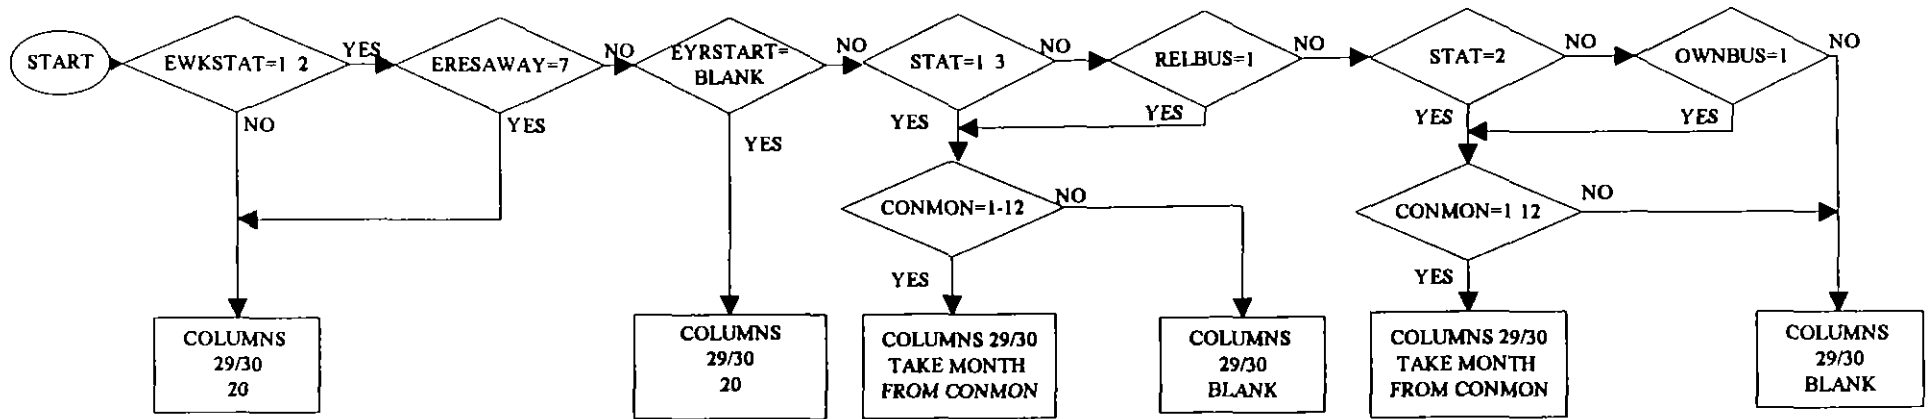 START
EWKSTAT=1 2
YES
NO
ERESAWAY=7
NO
YES
EYRSTART=
BLANK
NO
YES
STAT=1 3
NO
YES
RELBUS=1
NO
YES
STAT=2
NO
YES
OWNBUS=1
NO
YES
CONMON=1-12
NO
YES
CONMON=1 12
NO
YES
COLUMNS
29/30
20
COLUMNS
29/30
20
COLUMNS 29/30
TAKE MONTH
FROM CONMON
COLUMNS
29/30
BLANK
COLUMNS 29/30
TAKE MONTH
FROM CONMON
COLUMNS
29/30
BLANK